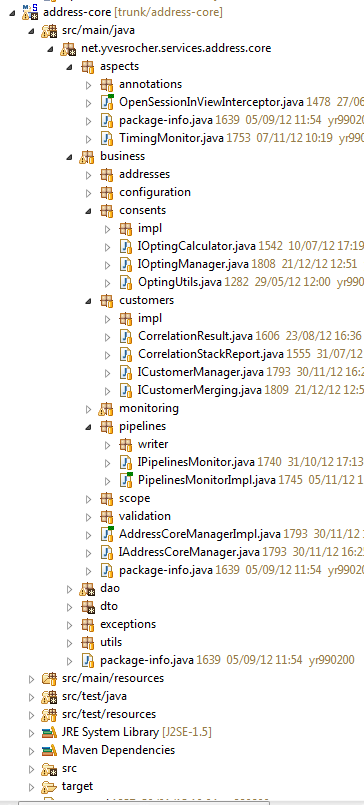 address-core [trunk/address-core]
src/main/java
net.yvesrocher.services.address.core
aspects
annotations
OpenSessionInViewInterceptor.java 1478 27/06
package-info.java 1639 05/09/12 11:54 yr9902
TimingMonitor.java 1753 07/11/12 10:19 yr990
business
addresses
configuration
consents
impl
IOptingCalculator.java 1542 10/07/12 17:19
IOptingManager.java 1808 21/12/12 12:51
OptingUtils.java 1282 29/05/12 12:00 yr990
customers
impl
CorrelationResult.java 1606 23/08/12 16:36
CorrelationStackReport.java 1555 31/07/12
ICustomerManager.java 1793 30/11/12 16:2
ICustomerMerging.java 1809 21/12/12 12:5
monitoring
pipelines
writer
IPipelinesMonitor.java 1740 31/10/12 17:13
PipelinesMonitorImpl.java 1745 05/11/12 1
scope
validation
AddressCoreManagerImpl.java 1793 30/11/12 1
IAddressCoreManager.java 1793 30/11/12 16:2
package-info.java 1639 05/09/12 11:54 yr99020
dao
dto
exceptions
utils
package-info.java 1639 05/09/12 11:54 yr990200
src/main/resources
src/test/java
src/test/resources
JRE System Library [J2SE-1.5]
Maven Dependencies
src
target